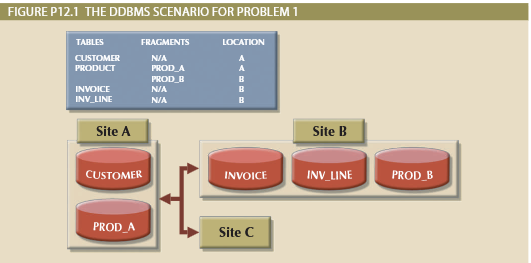 FIGURE P12.1 THE DDBMS SCENARIO FOR PROBLEM 1
TABLES FRAGMENTS LOCATION
CUSTOMER N/A A
PRODUCT PROD_A A
PROD_B B
INVOICE N/A B
INV_LINE N/A B
Site A
Site B
CUSTOMER
INVOICE
INV_LINE
PROD_B
PROD_A
Site C